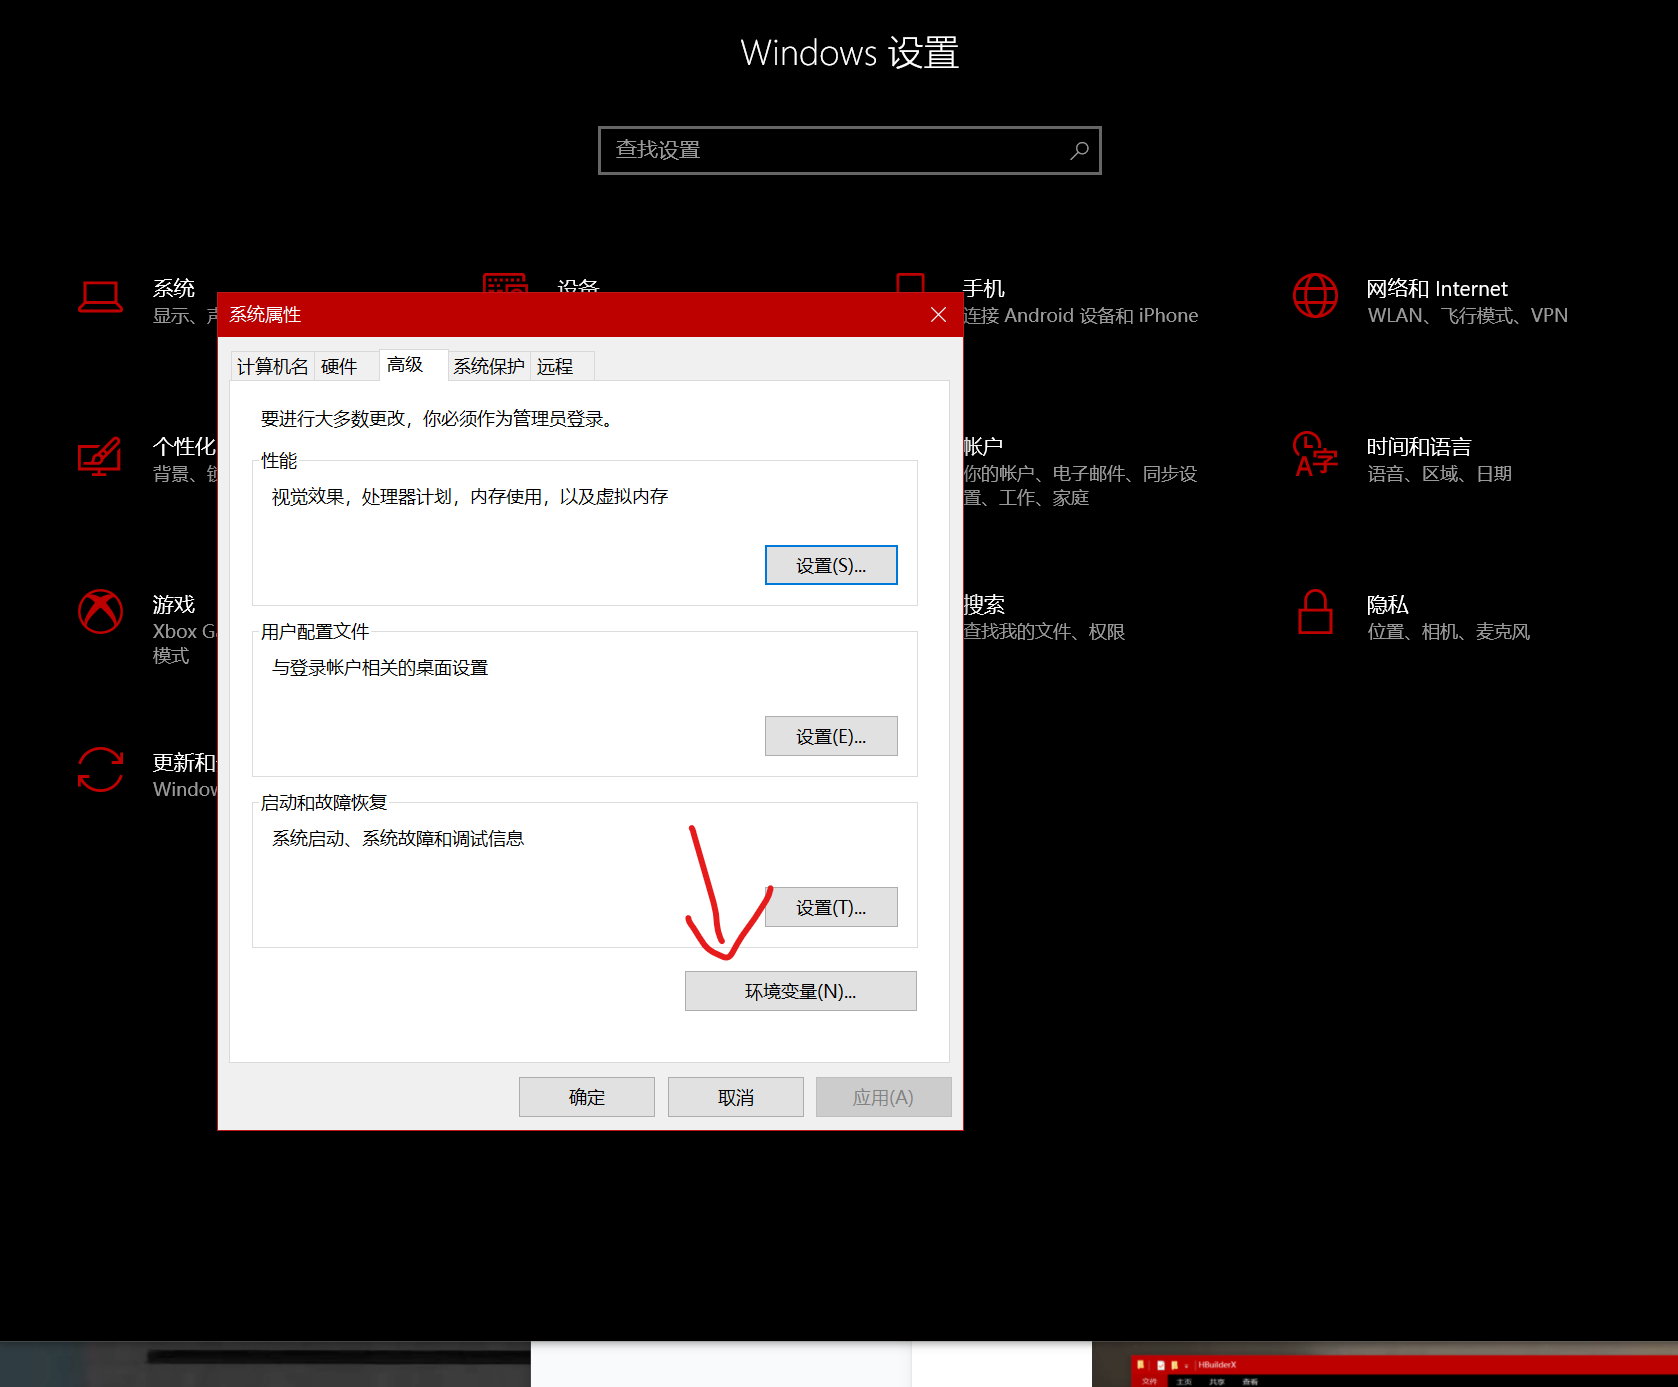 Windows 设置
查找设置
系统
显示、声
设备
手机
连接 Android 设备和 iPhone
网络和 Internet
WLAN、飞行模式、VPN
个性化
背景、锁
帐户
你的帐户、电子邮件、同步设
置、工作、家庭
时间和语言
语音、区域、日期
游戏
Xbox Ga
模式
搜索
查找我的文件、权限
隐私
位置、相机、麦克风
更新和
Window
系统属性
计算机名 硬件 高级 系统保护 远程
要进行大多数更改，你必须作为管理员登录。
性能
视觉效果，处理器计划，内存使用，以及虚拟内存
设置(S)...
用户配置文件
与登录帐户相关的桌面设置
设置(E)...
启动和故障恢复
系统启动、系统故障和调试信息
设置(T)...
环境变量(N)...
确定 取消 应用(A)
HBuilderX
文件 主页 共享 查看